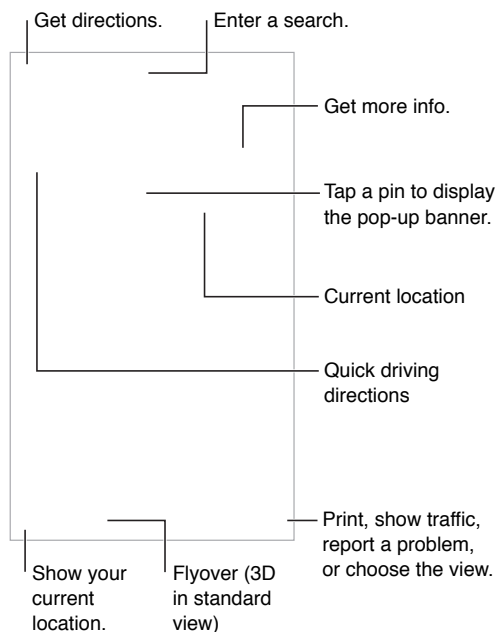 Get directions.
Enter a search.
Get more info.
Tap a pin to display
the pop-up banner.
Current location
Quick driving
directions
Print, show traffic,
report a problem,
or choose the view.
Show your
current
location.
Flyover (3D
in standard
view)